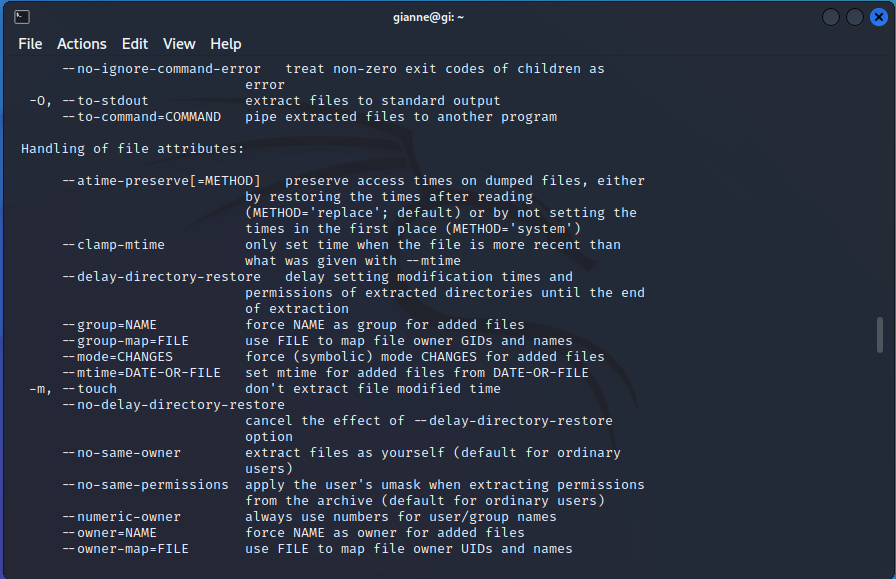 gianne@gi: ~
File Actions Edit View Help
--no-ignore-command-error treat non-zero exit codes of children as
error
-O, --to-stdout extract files to standard output
--to-command=COMMAND pipe extracted files to another program
Handling of file attributes:
--atime-preserve[=METHOD] preserve access times on dumped files, either
by restoring the times after reading
(METHOD='replace'; default) or by not setting the
times in the first place (METHOD='system')
--clamp-mtime only set time when the file is more recent than
what was given with --mtime
--delay-directory-restore delay setting modification times and
permissions of extracted directories until the end
of extraction
--group=NAME force NAME as group for added files
--group-map=FILE use FILE to map file owner GIDs and names
--mode=CHANGES force (symbolic) mode CHANGES for added files
--mtime=DATE-OR-FILE set mtime for added files from DATE-OR-FILE
-m, --touch don't extract file modified time
--no-delay-directory-restore
cancel the effect of --delay-directory-restore
option
--no-same-owner extract files as yourself (default for ordinary
users)
--no-same-permissions apply the user's umask when extracting permissions
from the archive (default for ordinary users)
--numeric-owner always use numbers for user/group names
--owner=NAME force NAME as owner for added files
--owner-map=FILE use FILE to map file owner UIDs and names